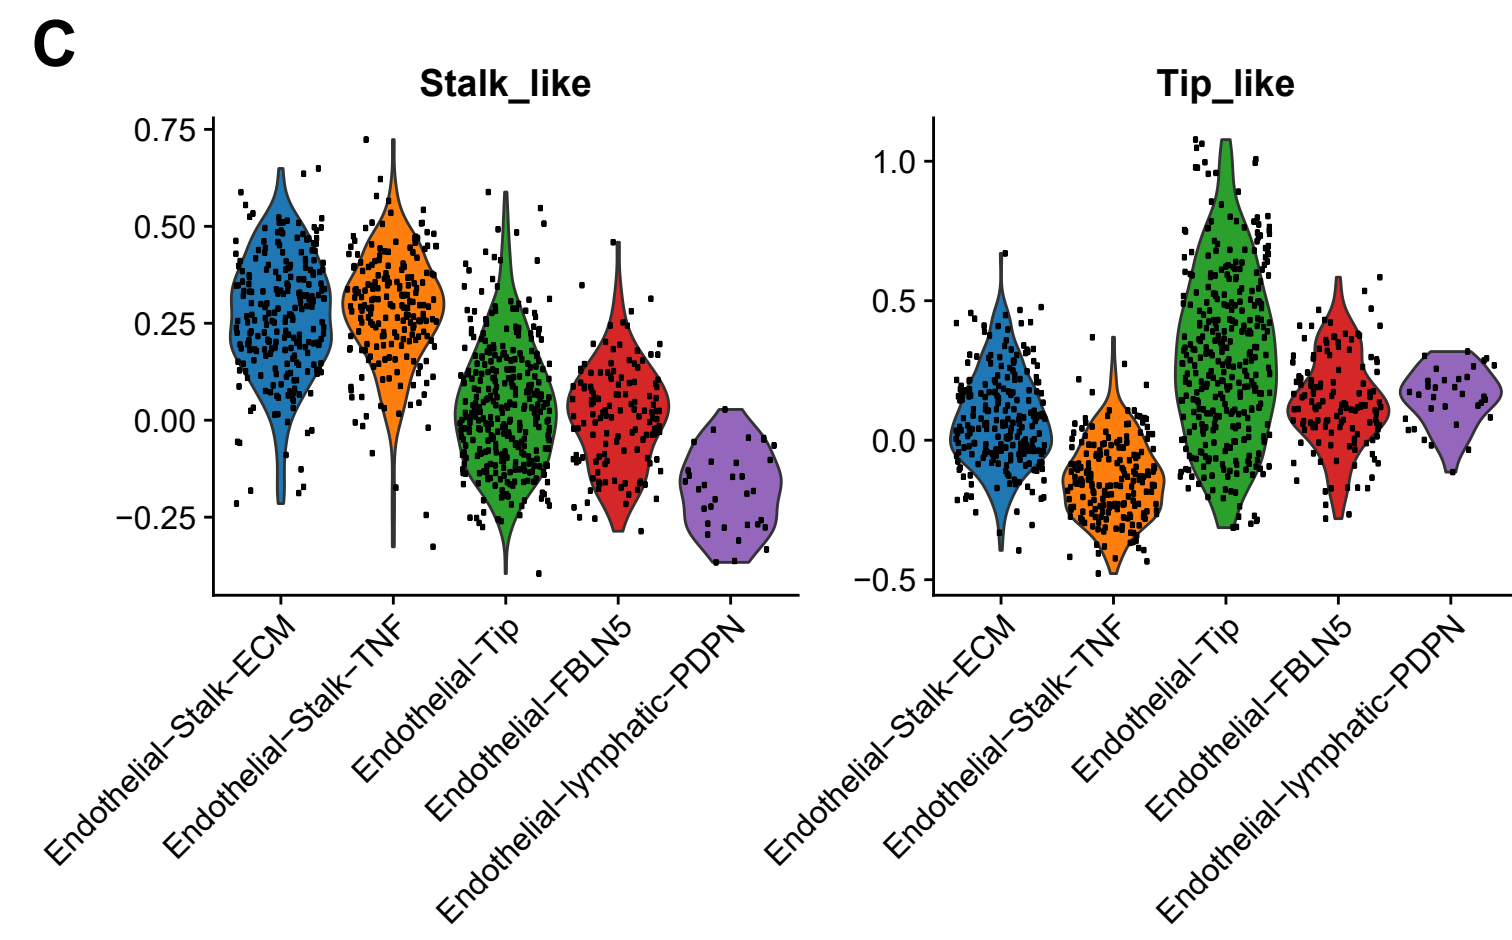 C
Stalk_like
0.75
0.50
0.25
0.00
−0.25
Endothelial−Stalk−ECM
Endothelial−Stalk−TNF
Endothelial−Tip
Endothelial−FBLN5
Endothelial−lymphatic−PDPN
Tip_like
1.0
0.5
0.0
−0.5
Endothelial−Stalk−ECM
Endothelial−Stalk−TNF
Endothelial−Tip
Endothelial−FBLN5
Endothelial−lymphatic−PDPN